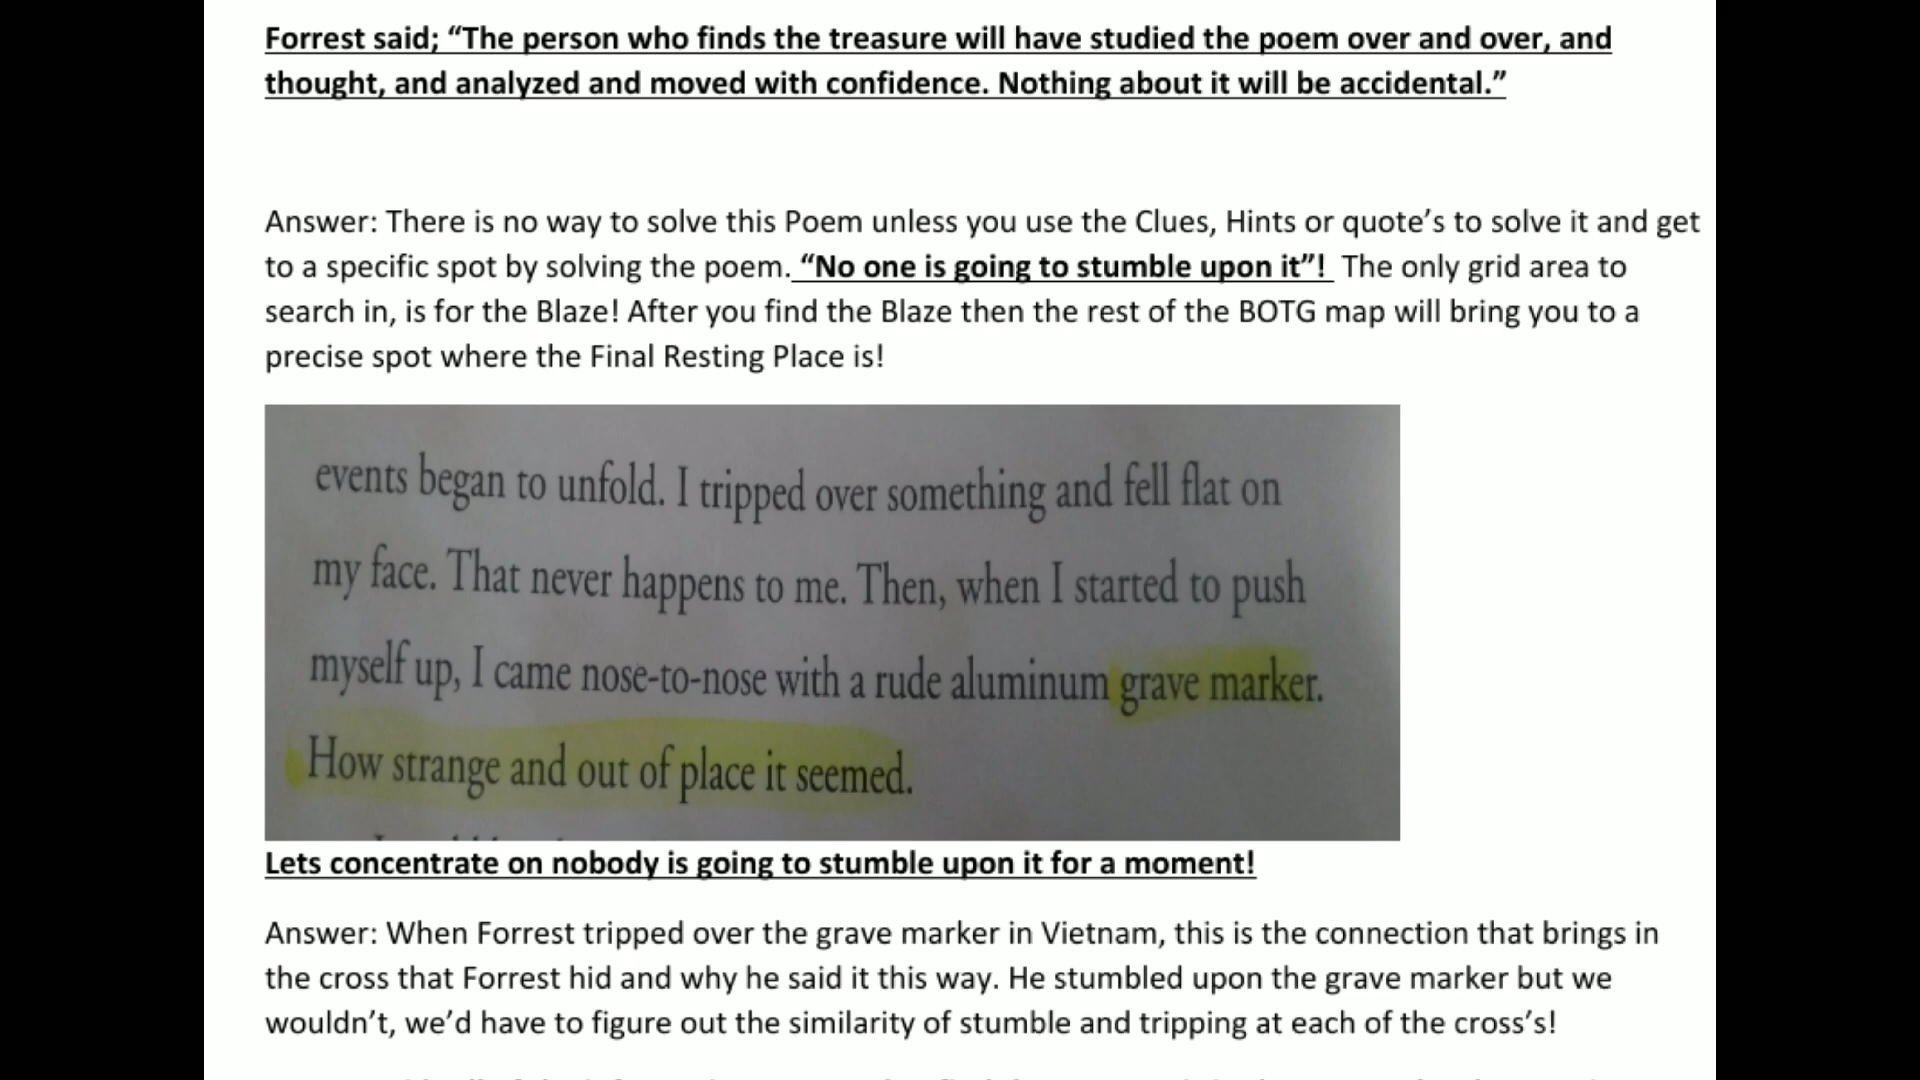 Forrest said; “The person who finds the treasure will have studied the poem over and over, and
thought, and analyzed and moved with confidence. Nothing about it will be accidental.”
Answer: There is no way to solve this Poem unless you use the Clues, Hints or quote’s to solve it and get
to a specific spot by solving the poem. “No one is going to stumble upon it”! The only grid area to
search in, is for the Blaze! After you find the Blaze then the rest of the BOTG map will bring you to a
precise spot where the Final Resting Place is!
events began to unfold. I tripped over something and fell flat on
my face. That never happens to me. Then, when I started to push
myself up, I came nose-to-nose with a rude aluminum grave marker.
How strange and out of place it seemed.
Lets concentrate on nobody is going to stumble upon it for a moment!
Answer: When Forrest tripped over the grave marker in Vietnam, this is the connection that brings in
the cross that Forrest hid and why he said it this way. He stumbled upon the grave marker but we
wouldn’t, we’d have to figure out the similarity of stumble and tripping at each of the cross’s!